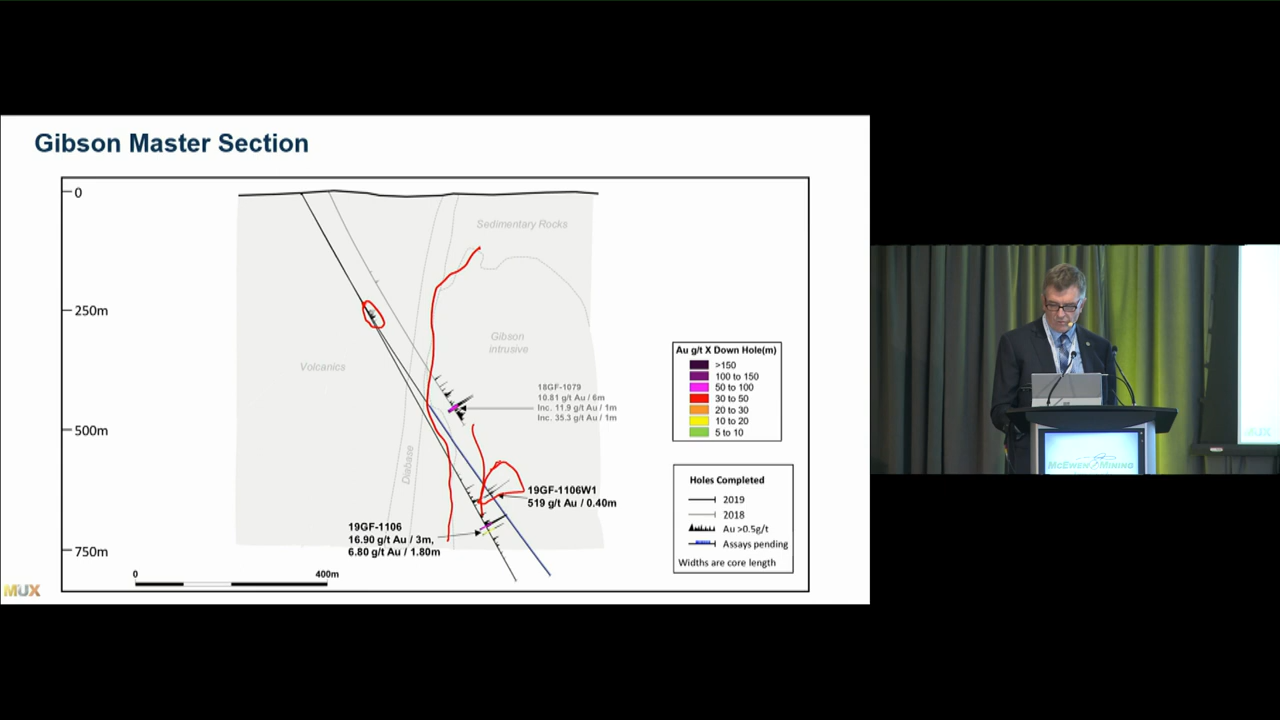 Gibson Master Section
0
250m
500m
750m
Sedimentary Rocks
Gibson
intrusive
Volcanics
Diabase
18GF-1079
10.81 g/t Au / 6m
Inc. 11.9 g/t Au / 1m
Inc. 35.3 g/t Au / 1m
19GF-1106W1
519 g/t Au / 0.40m
19GF-1106
16.90 g/t Au / 3m,
6.80 g/t Au / 1.80m
0
400m
Au g/t X Down Hole(m)
>150
100 to 150
50 to 100
30 to 50
20 to 30
10 to 20
5 to 10
Holes Completed
2019
2018
Au >0.5g/t
Assays pending
Widths are core length
MUX
MCEWEN MINING
MUX